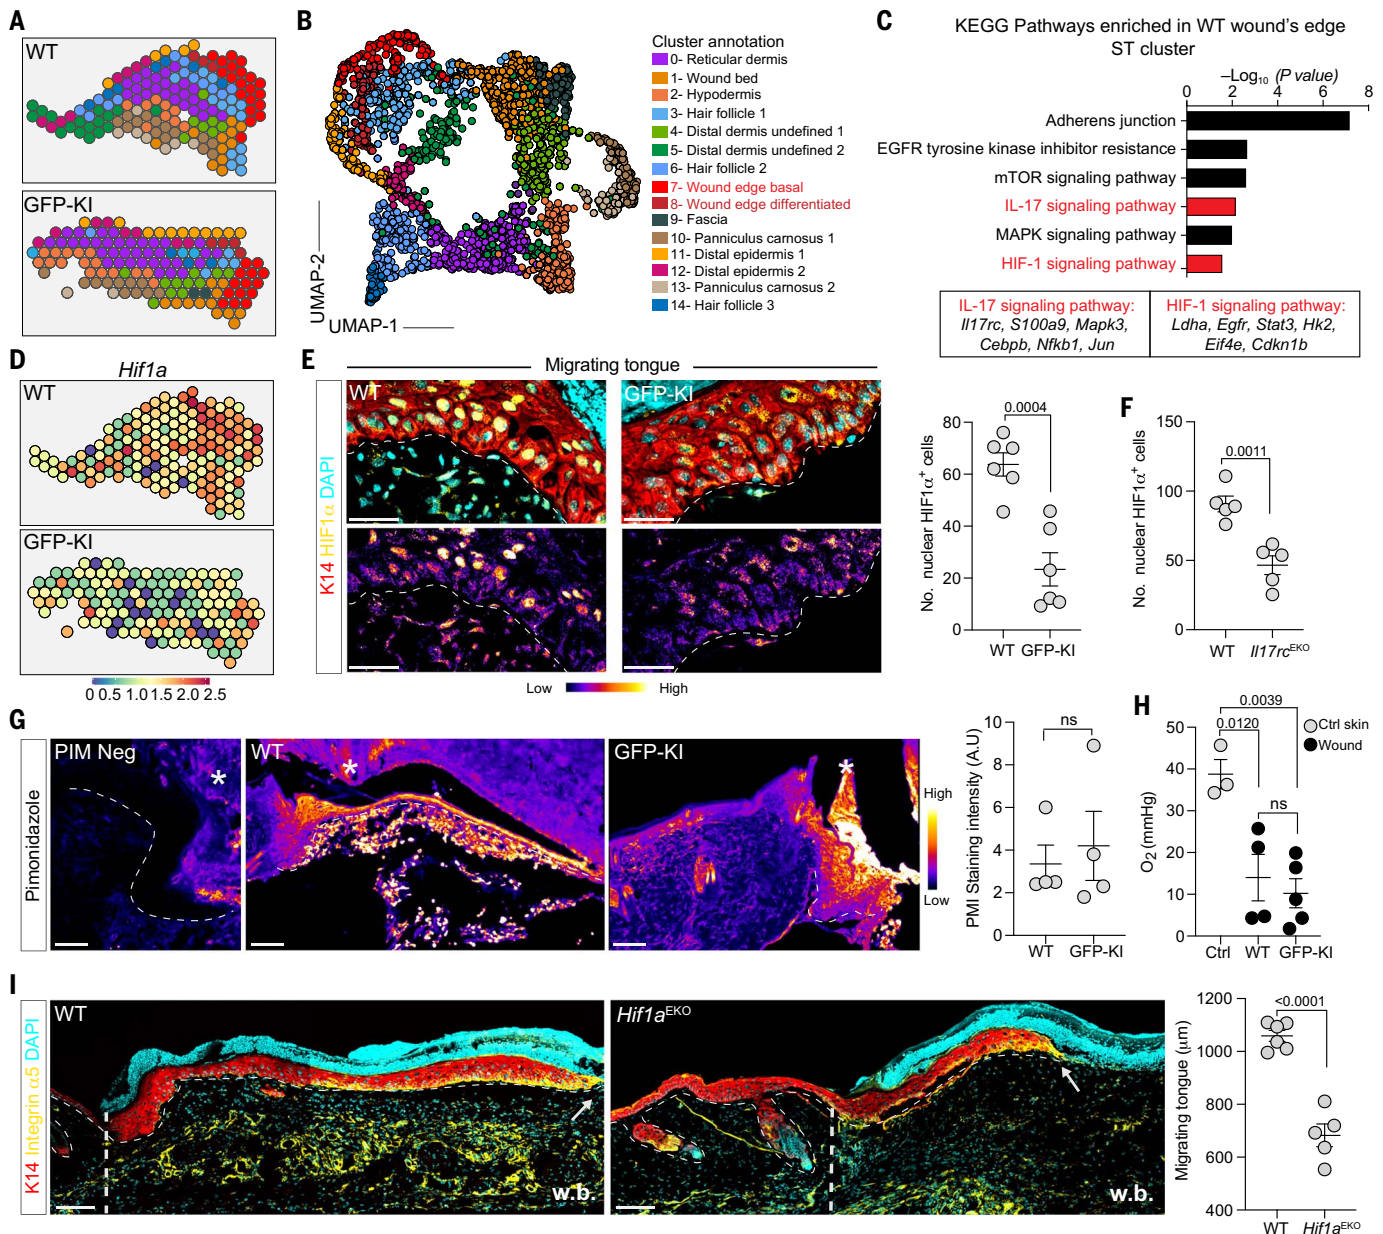 A
WT
GFP-KI
B
UMAP-2
UMAP-1
Cluster annotation
0- Reticular dermis
1- Wound bed
2- Hypodermis
3- Hair follicle 1
4- Distal dermis undefined 1
5- Distal dermis undefined 2
6- Hair follicle 2
7- Wound edge basal
8- Wound edge differentiated
9- Fascia
10- Panniculus carnosus 1
11- Distal epidermis 1
12- Distal epidermis 2
13- Panniculus carnosus 2
14- Hair follicle 3
C
KEGG Pathways enriched in WT wound's edge
ST cluster
–Log₁₀ (P value)
0 2 4 6 8
Adherens junction
EGFR tyrosine kinase inhibitor resistance
mTOR signaling pathway
IL-17 signaling pathway
MAPK signaling pathway
HIF-1 signaling pathway
IL-17 signaling pathway:
Il17rc, S100a9, Mapk3,
Cebpb, Nfkb1, Jun
HIF-1 signaling pathway:
Ldha, Egfr, Stat3, Hk2,
Eif4e, Cdkn1b
D
Hif1a
WT
GFP-KI
0 0.5 1.0 1.5 2.0 2.5
E
Migrating tongue
K14 HIF1α DAPI
WT
GFP-KI
Low
High
No. nuclear HIF1α⁺ cells
80
60
40
20
0
0.0004
WT GFP-KI
F
No. nuclear HIF1α⁺ cells
150
100
50
0
0.0011
WT Il17rcᴱᴷᴼ
G
Pimonidazole
PIM Neg
*
WT
*
GFP-KI
*
High
Low
PMI Staining intensity (A.U)
10
8
6
4
2
0
ns
WT GFP-KI
H
O₂ (mmHg)
50
40
30
20
10
0
0.0039
0.0120
ns
Ctrl skin
Wound
Ctrl WT GFP-KI
I
K14 Integrin α5 DAPI
WT
w.b.
Hif1aᴱᴷᴼ
w.b.
Migrating tongue (μm)
1200
1000
800
600
400
<0.0001
WT Hif1aᴱᴷᴼ